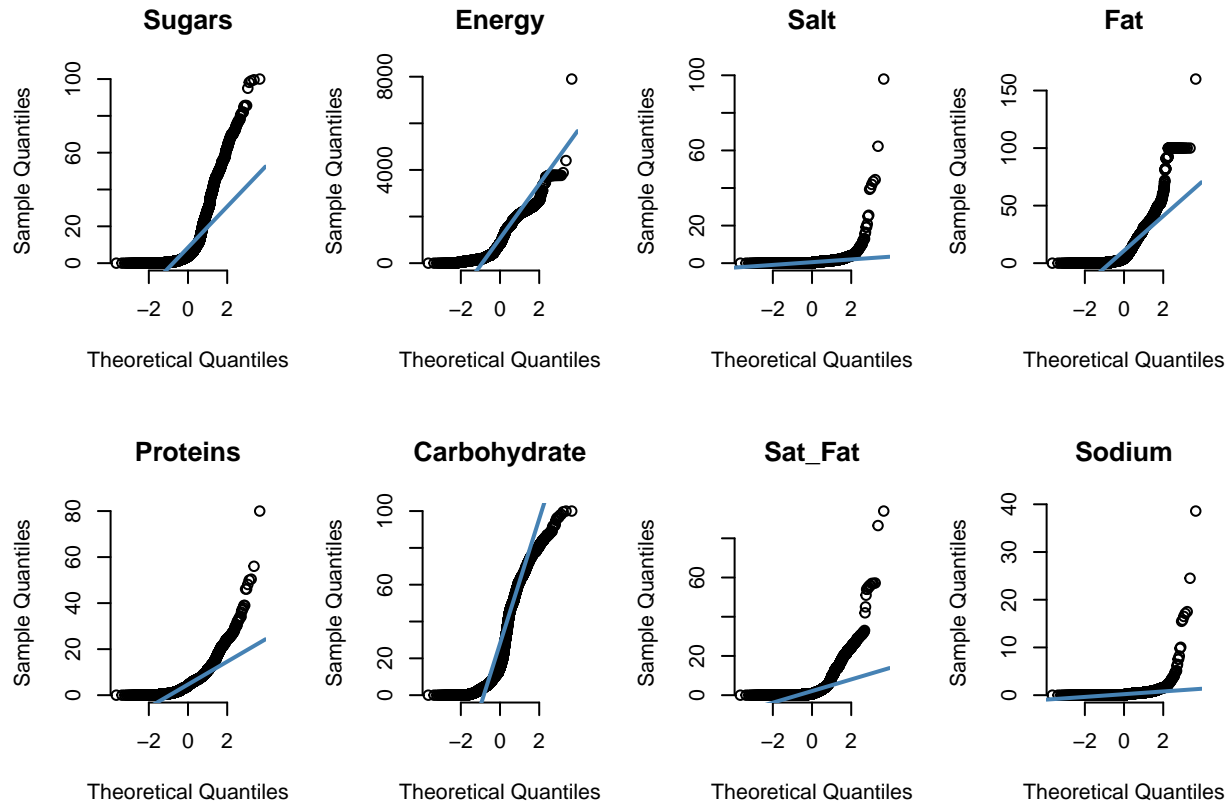 Sugars
Sample Quantiles
0 20 60 100
−2 0 2
Theoretical Quantiles
Energy
Sample Quantiles
0 4000 8000
−2 0 2
Theoretical Quantiles
Salt
Sample Quantiles
0 20 60 100
−2 0 2
Theoretical Quantiles
Fat
Sample Quantiles
0 50 100 150
−2 0 2
Theoretical Quantiles
Proteins
Sample Quantiles
0 20 40 60 80
−2 0 2
Theoretical Quantiles
Carbohydrate
Sample Quantiles
0 20 60 100
−2 0 2
Theoretical Quantiles
Sat_Fat
Sample Quantiles
0 20 60
−2 0 2
Theoretical Quantiles
Sodium
Sample Quantiles
0 10 20 30 40
−2 0 2
Theoretical Quantiles